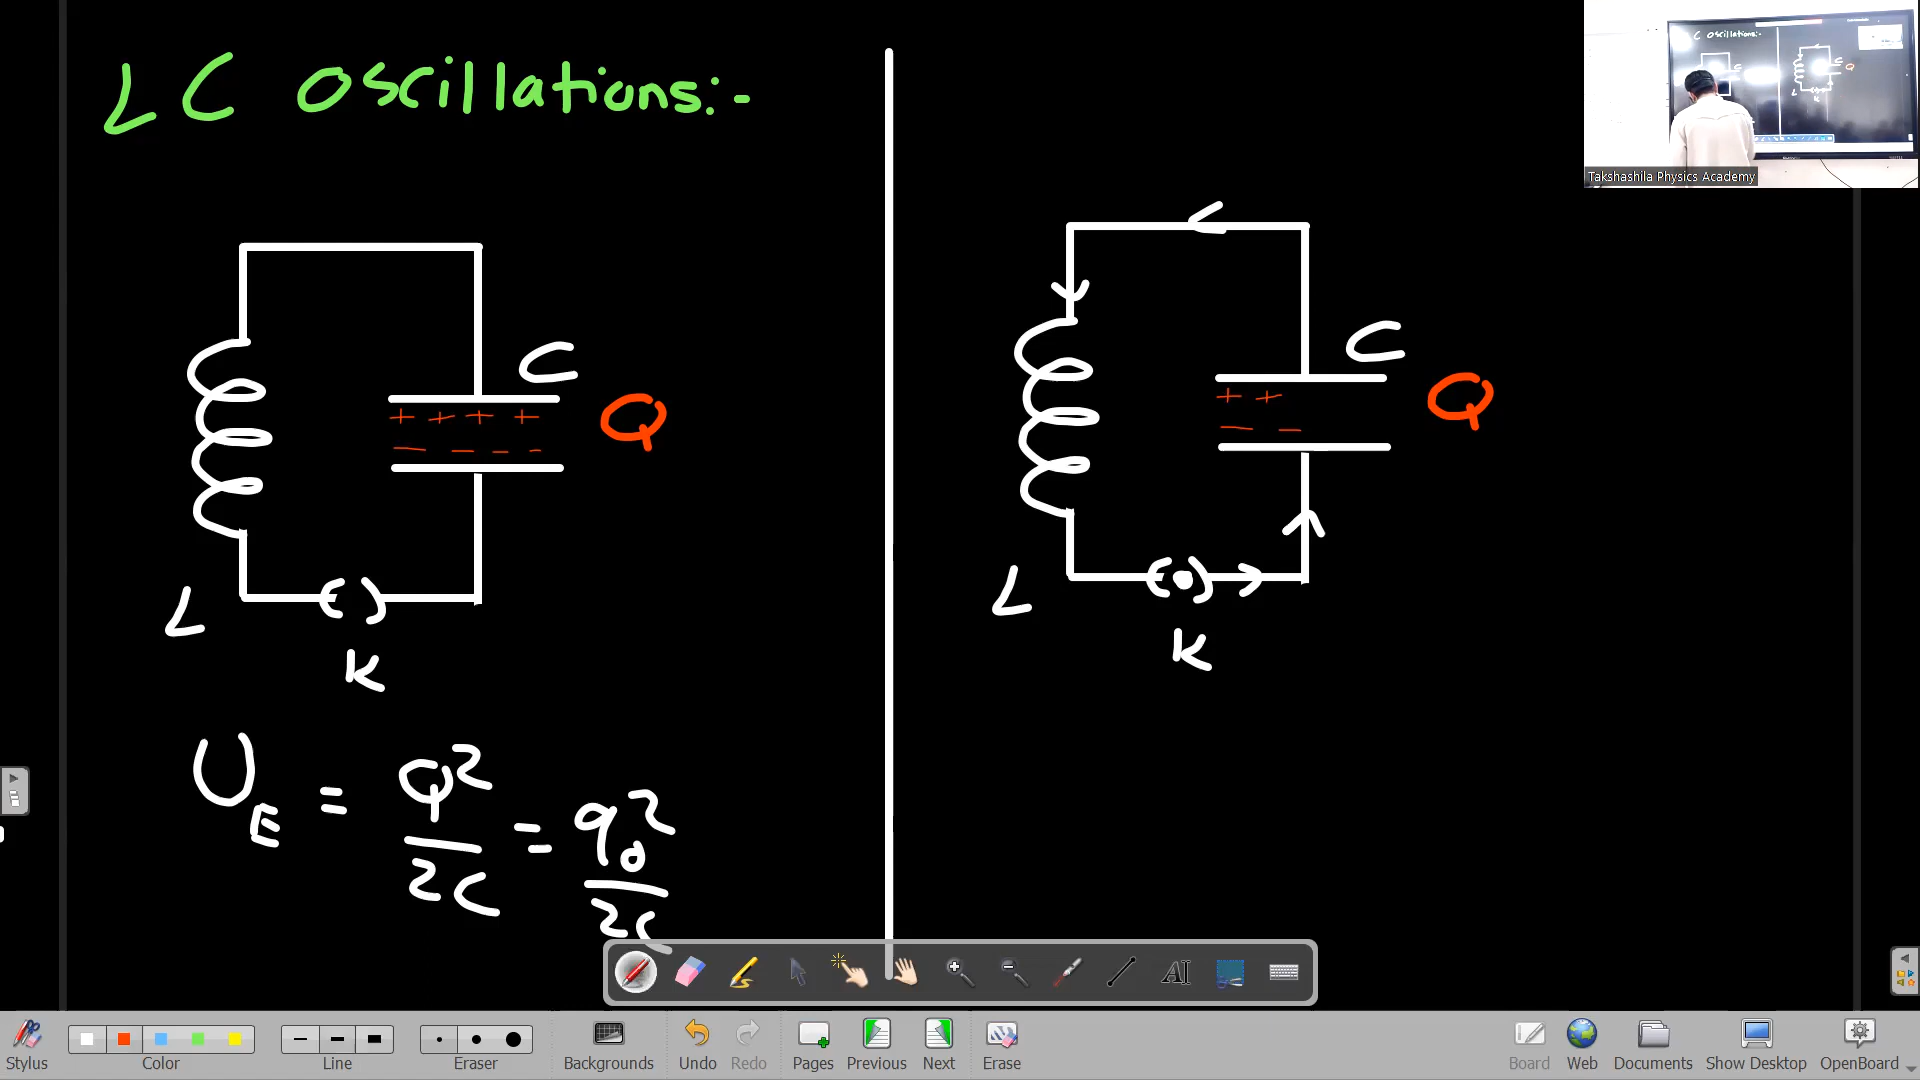 LC Oscillations:-
C
+ + + +
Q
- - - -
L
K
U_E = Q²/2C = q₀²/2C
C
+ +
Q
- -
L
K
Takshashila Physics Academy
Stylus
Color
Line
Eraser
Backgrounds
Undo
Redo
Pages
Previous
Next
Erase
Board
Web
Documents
Show Desktop
OpenBoard
AI